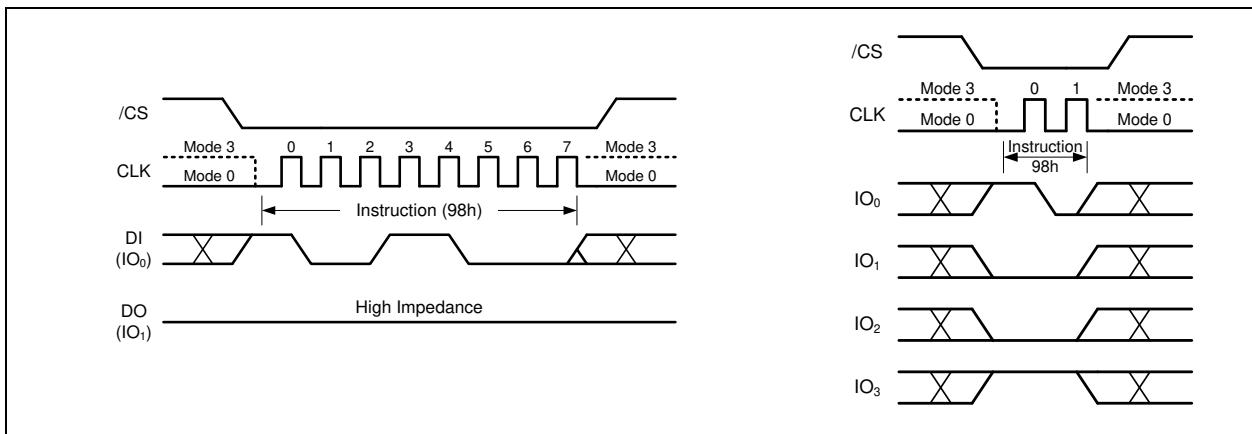 /CS
Mode 3
0 1 2 3 4 5 6 7
Mode 3
CLK
Mode 0
Mode 0
Instruction (98h)
DI
(IO0)
High Impedance
DO
(IO1)
/CS
Mode 3
0 1
Mode 3
CLK
Mode 0
Mode 0
Instruction
98h
IO0
IO1
IO2
IO3